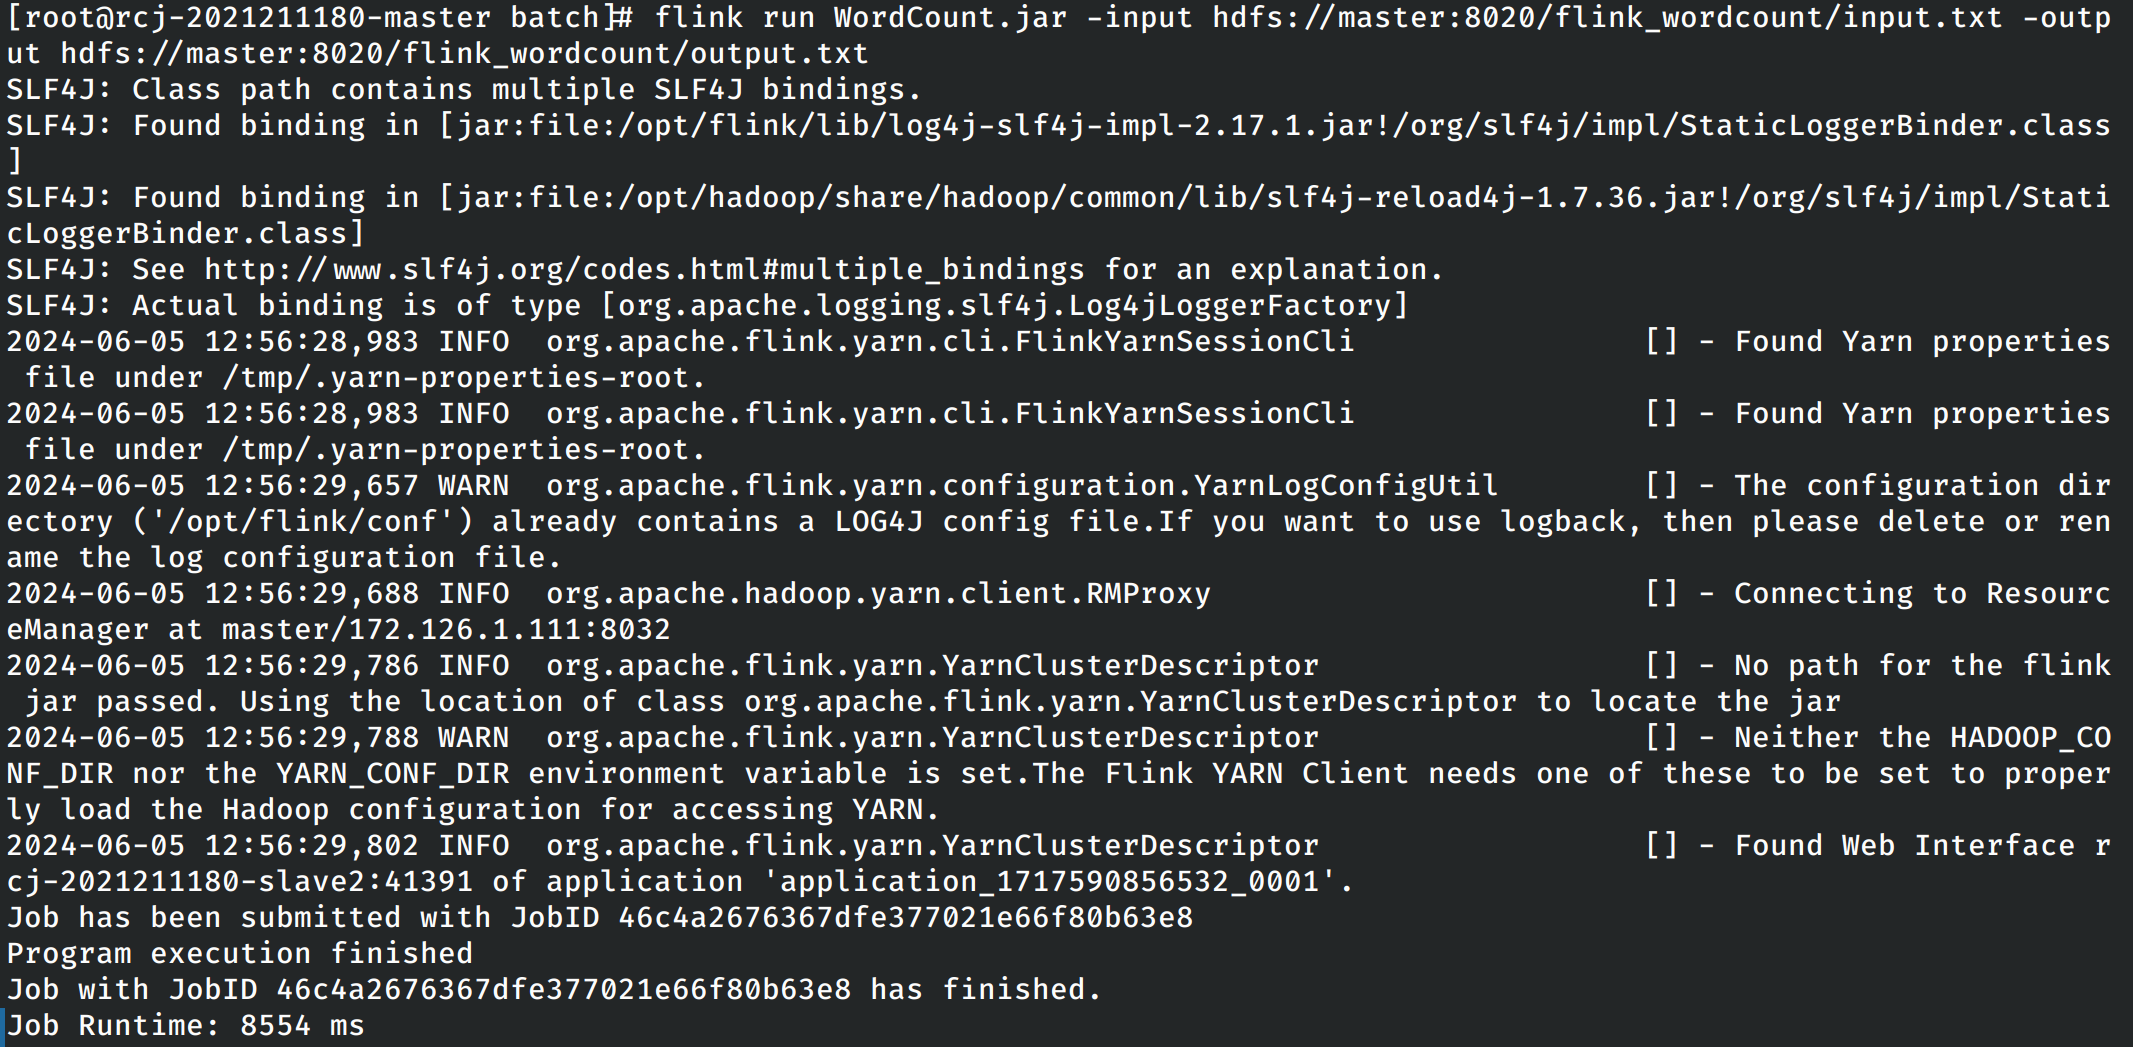 [root@rcj-2021211180-master batch]# flink run WordCount.jar -input hdfs://master:8020/flink_wordcount/input.txt -outp
ut hdfs://master:8020/flink_wordcount/output.txt
SLF4J: Class path contains multiple SLF4J bindings.
SLF4J: Found binding in [jar:file:/opt/flink/lib/log4j-slf4j-impl-2.17.1.jar!/org/slf4j/impl/StaticLoggerBinder.class
]
SLF4J: Found binding in [jar:file:/opt/hadoop/share/hadoop/common/lib/slf4j-reload4j-1.7.36.jar!/org/slf4j/impl/Stati
cLoggerBinder.class]
SLF4J: See http://www.slf4j.org/codes.html#multiple_bindings for an explanation.
SLF4J: Actual binding is of type [org.apache.logging.slf4j.Log4jLoggerFactory]
2024-06-05 12:56:28,983 INFO  org.apache.flink.yarn.cli.FlinkYarnSessionCli                [] - Found Yarn properties
 file under /tmp/.yarn-properties-root.
2024-06-05 12:56:28,983 INFO  org.apache.flink.yarn.cli.FlinkYarnSessionCli                [] - Found Yarn properties
 file under /tmp/.yarn-properties-root.
2024-06-05 12:56:29,657 WARN  org.apache.flink.yarn.configuration.YarnLogConfigUtil        [] - The configuration dir
ectory ('/opt/flink/conf') already contains a LOG4J config file.If you want to use logback, then please delete or ren
ame the log configuration file.
2024-06-05 12:56:29,688 INFO  org.apache.hadoop.yarn.client.RMProxy                        [] - Connecting to Resourc
eManager at master/172.126.1.111:8032
2024-06-05 12:56:29,786 INFO  org.apache.flink.yarn.YarnClusterDescriptor                  [] - No path for the flink
 jar passed. Using the location of class org.apache.flink.yarn.YarnClusterDescriptor to locate the jar
2024-06-05 12:56:29,788 WARN  org.apache.flink.yarn.YarnClusterDescriptor                  [] - Neither the HADOOP_CO
NF_DIR nor the YARN_CONF_DIR environment variable is set.The Flink YARN Client needs one of these to be set to proper
ly load the Hadoop configuration for accessing YARN.
2024-06-05 12:56:29,802 INFO  org.apache.flink.yarn.YarnClusterDescriptor                  [] - Found Web Interface r
cj-2021211180-slave2:41391 of application 'application_1717590856532_0001'.
Job has been submitted with JobID 46c4a2676367dfe377021e66f80b63e8
Program execution finished
Job with JobID 46c4a2676367dfe377021e66f80b63e8 has finished.
Job Runtime: 8554 ms